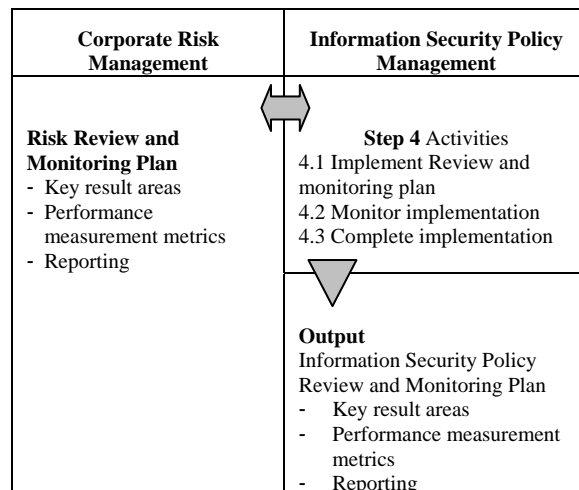 Corporate Risk
Management
Information Security Policy
Management
Risk Review and
Monitoring Plan
- Key result areas
- Performance
measurement metrics
- Reporting
Step 4 Activities
4.1 Implement Review and
monitoring plan
4.2 Monitor implementation
4.3 Complete implementation
Output
Information Security Policy
Review and Monitoring Plan
- Key result areas
- Performance measurement
metrics
- Reporting